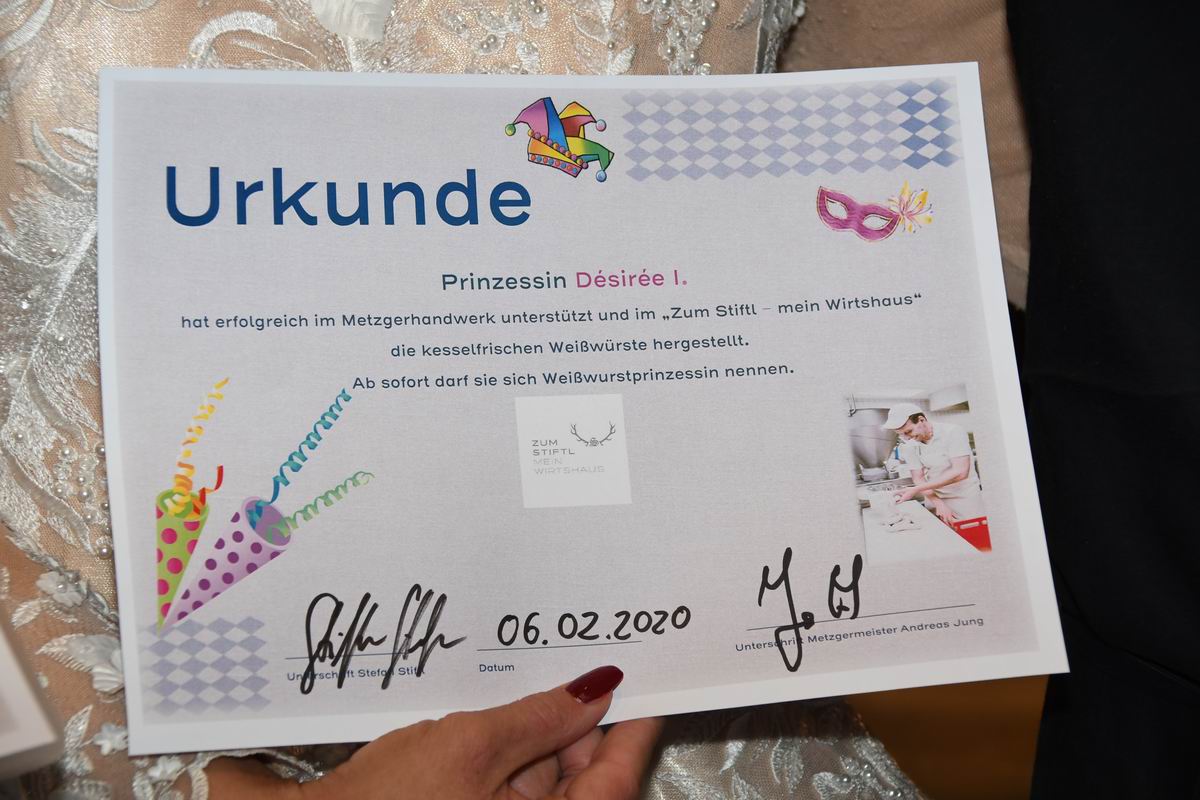 Urkunde
Prinzessin Désirée I.
hat erfolgreich im Metzgerhandwerk unterstützt und im „Zum Stiftl – mein Wirtshaus“
die kesselfrischen Weißwürste hergestellt.
Ab sofort darf sie sich Weißwurstprinzessin nennen.
ZUM
STIFTL
MEIN
WIRTSHAUS
06.02.2020
Unterschrift Stefan Stiftl
Datum
Unterschrift Metzgermeister Andreas Jung